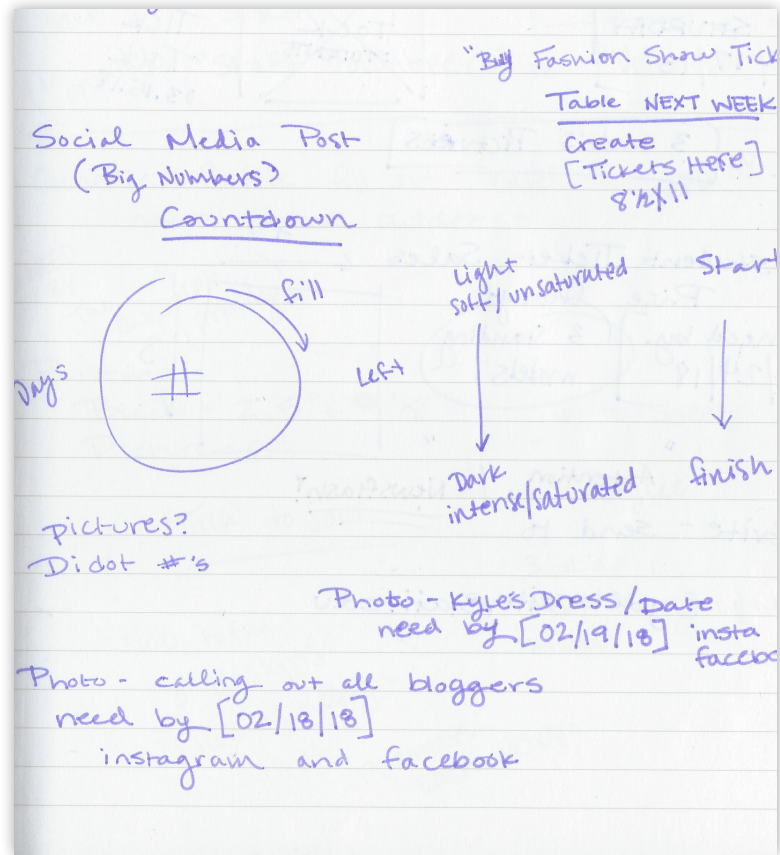 "Buy Fashion Show Tick
Table NEXT WEEK
Create
[Tickets Here]
8½X11
Social Media Post
(Big Numbers)
Countdown
fill
#
Days
Left
Light
soft/unsaturated
Dark
intense/saturated
Start
finish
pictures?
Didot #'s
Photo - Kyle's Dress/Date
need by [02/19/18] insta
facebo
Photo - calling out all bloggers
need by [02/18/18]
instagram and facebook